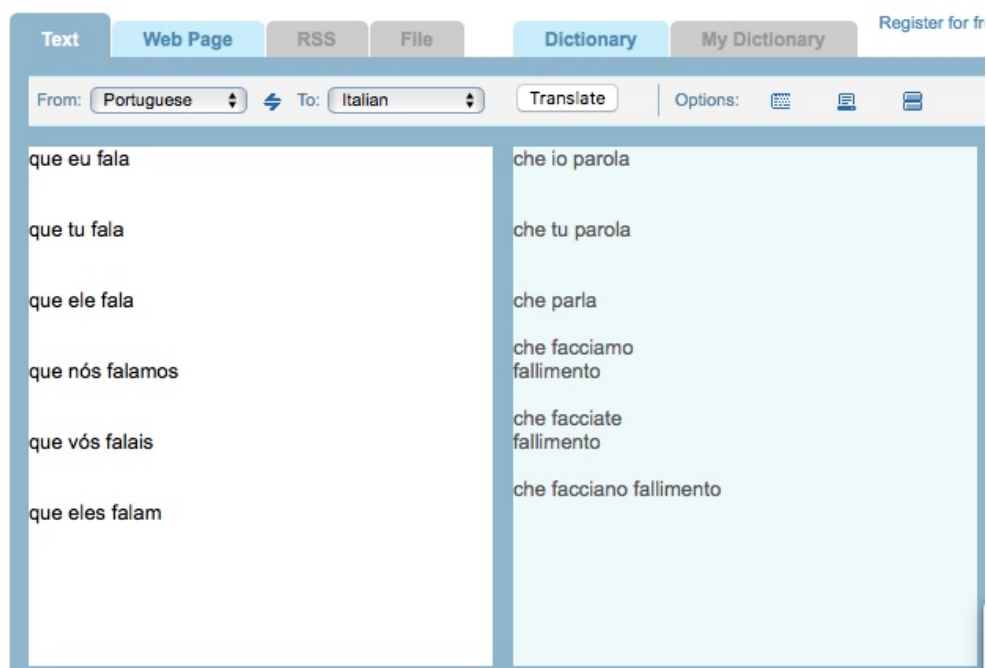 Text Web Page RSS File Dictionary My Dictionary Register for fr
From: Portuguese To: Italian Translate Options:
que eu fala
que tu fala
que ele fala
que nós falamos
que vós falais
que eles falam
che io parola
che tu parola
che parla
che facciamo
fallimento
che facciate
fallimento
che facciano fallimento